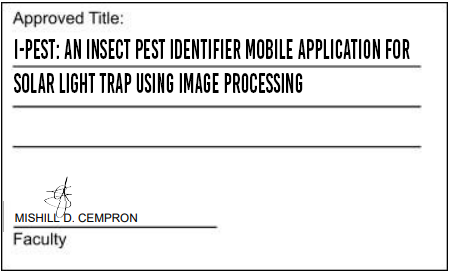 Approved Title:
I-PEST: AN INSECT PEST IDENTIFIER MOBILE APPLICATION FOR
SOLAR LIGHT TRAP USING IMAGE PROCESSING
MISHILL D. CEMPRON
Faculty